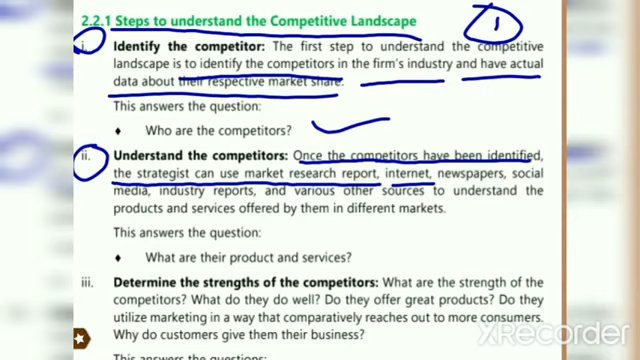 2.2.1 Steps to understand the Competitive Landscape
1
i. Identify the competitor: The first step to understand the competitive
landscape is to identify the competitors in the firm's industry and have actual
data about their respective market share.
This answers the question:
♦ Who are the competitors?
ii. Understand the competitors: Once the competitors have been identified,
the strategist can use market research report, internet, newspapers, social
media, industry reports, and various other sources to understand the
products and services offered by them in different markets.
This answers the question:
♦ What are their product and services?
iii. Determine the strengths of the competitors: What are the strength of the
competitors? What do they do well? Do they offer great products? Do they
utilize marketing in a way that comparatively reaches out to more consumers.
Why do customers give them their business?
This answers the questions:
XRecorder